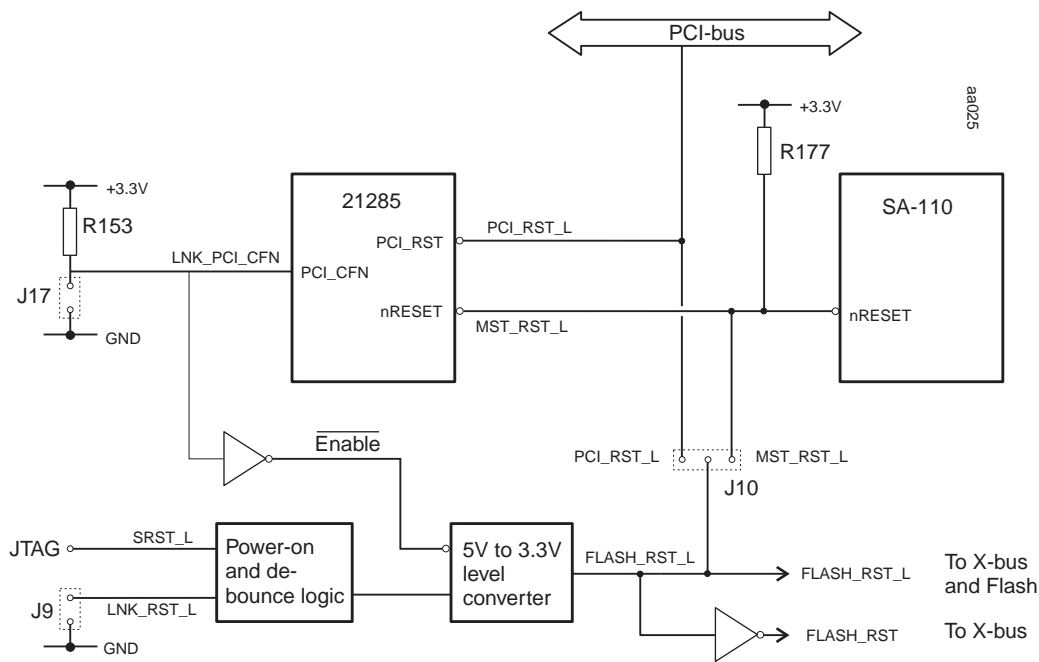 PCI-bus
aa025
+3.3V
R177
+3.3V
R153
21285
SA-110
PCI_RST
PCI_RST_L
LNK_PCI_CFN
PCI_CFN
J17
nRESET
MST_RST_L
nRESET
GND
Enable
PCI_RST_L
MST_RST_L
J10
JTAG
SRST_L
Power-on
and de-
bounce logic
5V to 3.3V
level
converter
FLASH_RST_L
FLASH_RST_L
To X-bus
and Flash
J9
LNK_RST_L
GND
FLASH_RST
To X-bus